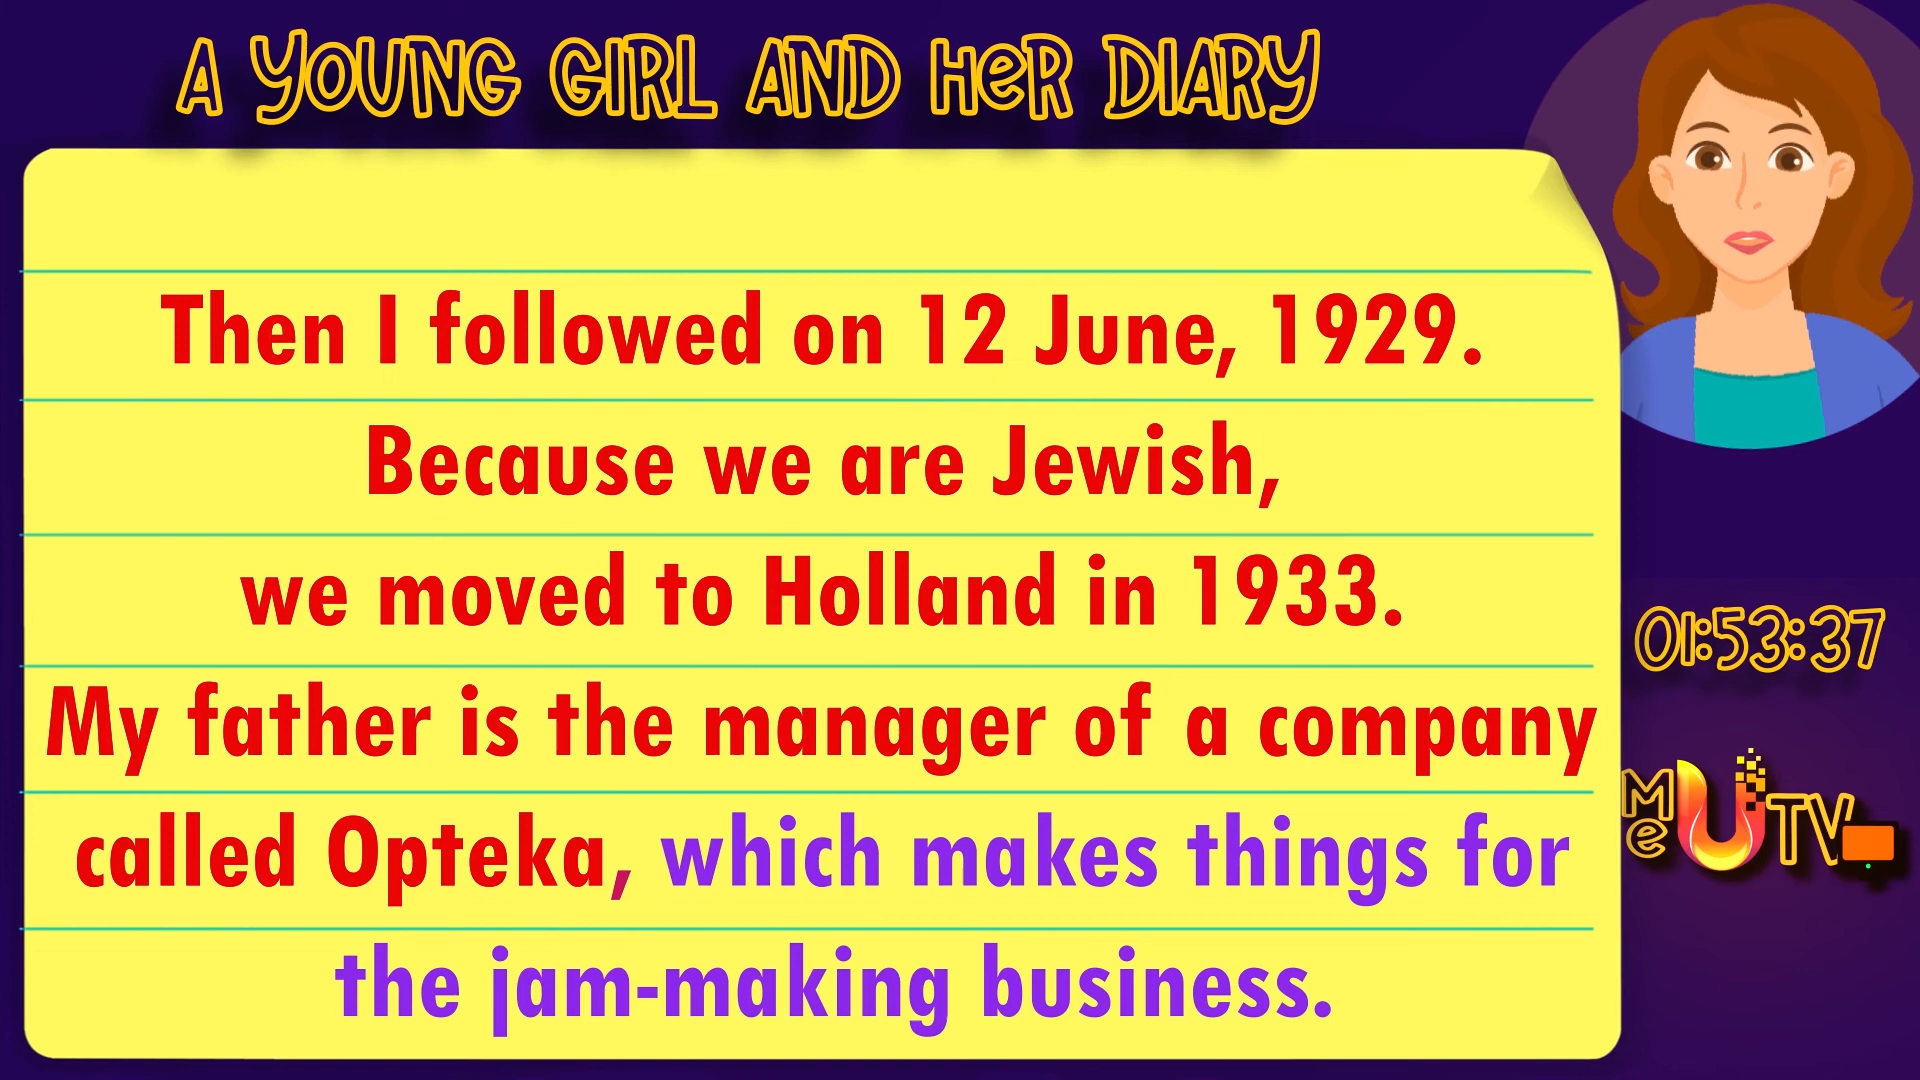 A YOUNG GIRL AND HeR DIARY
Then I followed on 12 June, 1929.
Because we are Jewish,
we moved to Holland in 1933.
My father is the manager of a company
called Opteka, which makes things for
the jam-making business.
01:53:37
Me U TV